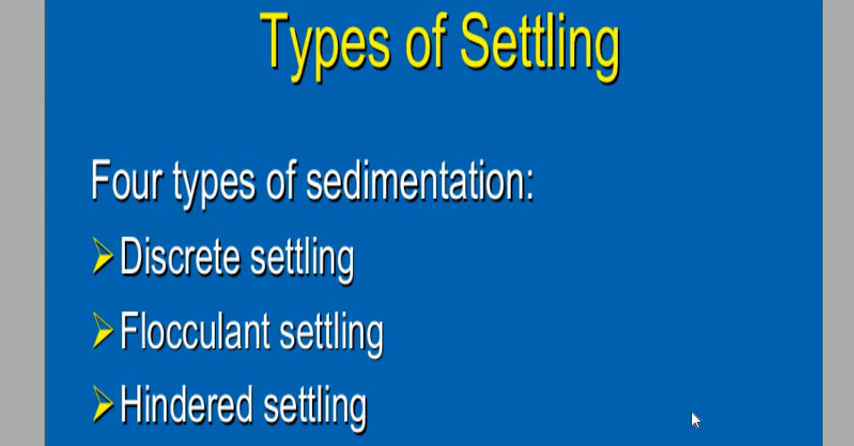 Types of Settling
Four types of sedimentation:
Discrete settling
Flocculant settling
Hindered settling